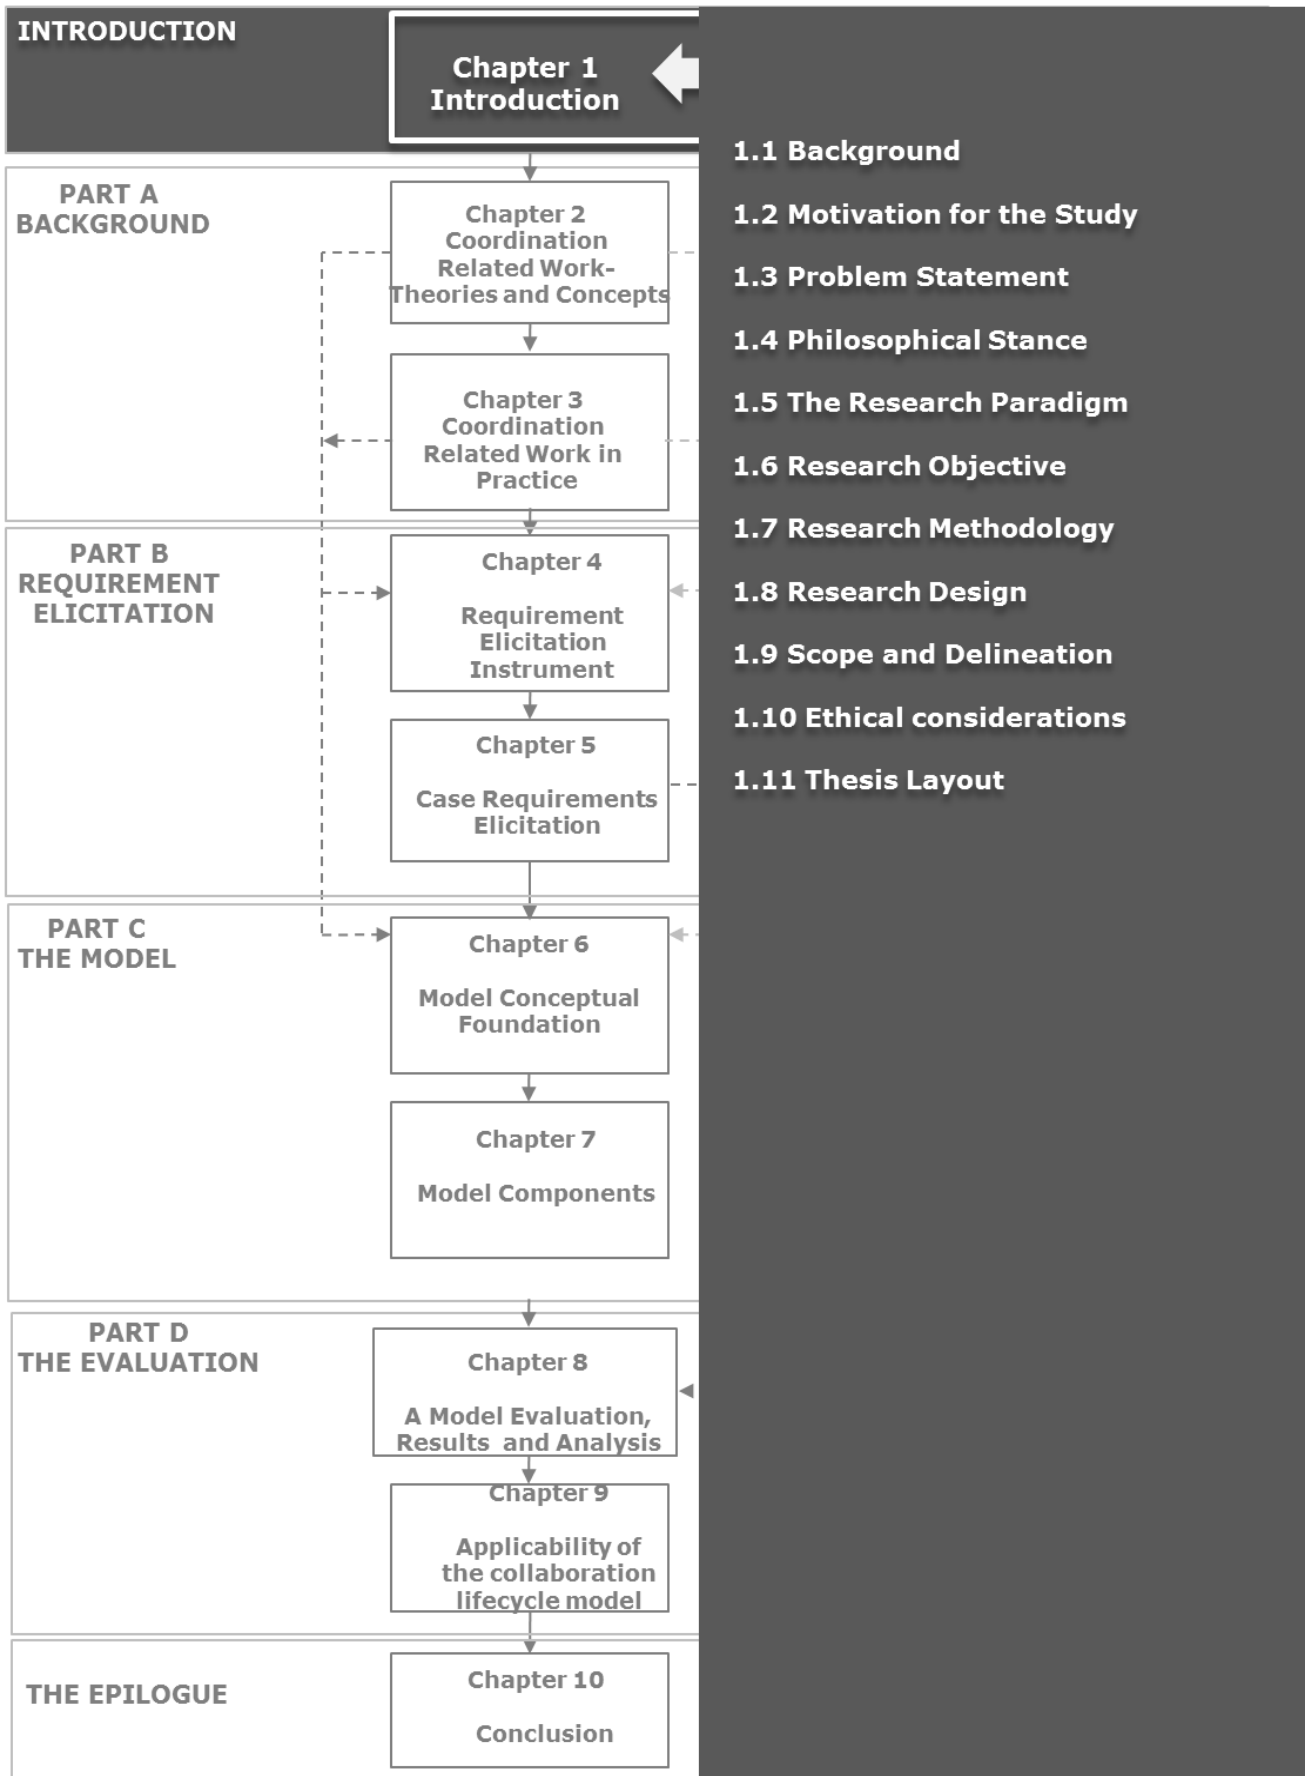 INTRODUCTION
Chapter 1
Introduction
1.1 Background
1.2 Motivation for the Study
1.3 Problem Statement
1.4 Philosophical Stance
1.5 The Research Paradigm
1.6 Research Objective
1.7 Research Methodology
1.8 Research Design
1.9 Scope and Delineation
1.10 Ethical considerations
1.11 Thesis Layout
PART A
BACKGROUND
Chapter 2
Coordination
Related Work-
Theories and Concepts
Chapter 3
Coordination
Related Work in
Practice
PART B
REQUIREMENT
ELICITATION
Chapter 4
Requirement
Elicitation
Instrument
Chapter 5
Case Requirements
Elicitation
PART C
THE MODEL
Chapter 6
Model Conceptual
Foundation
Chapter 7
Model Components
PART D
THE EVALUATION
Chapter 8
A Model Evaluation,
Results and Analysis
Chapter 9
Applicability of
the collaboration
lifecycle model
THE EPILOGUE
Chapter 10
Conclusion